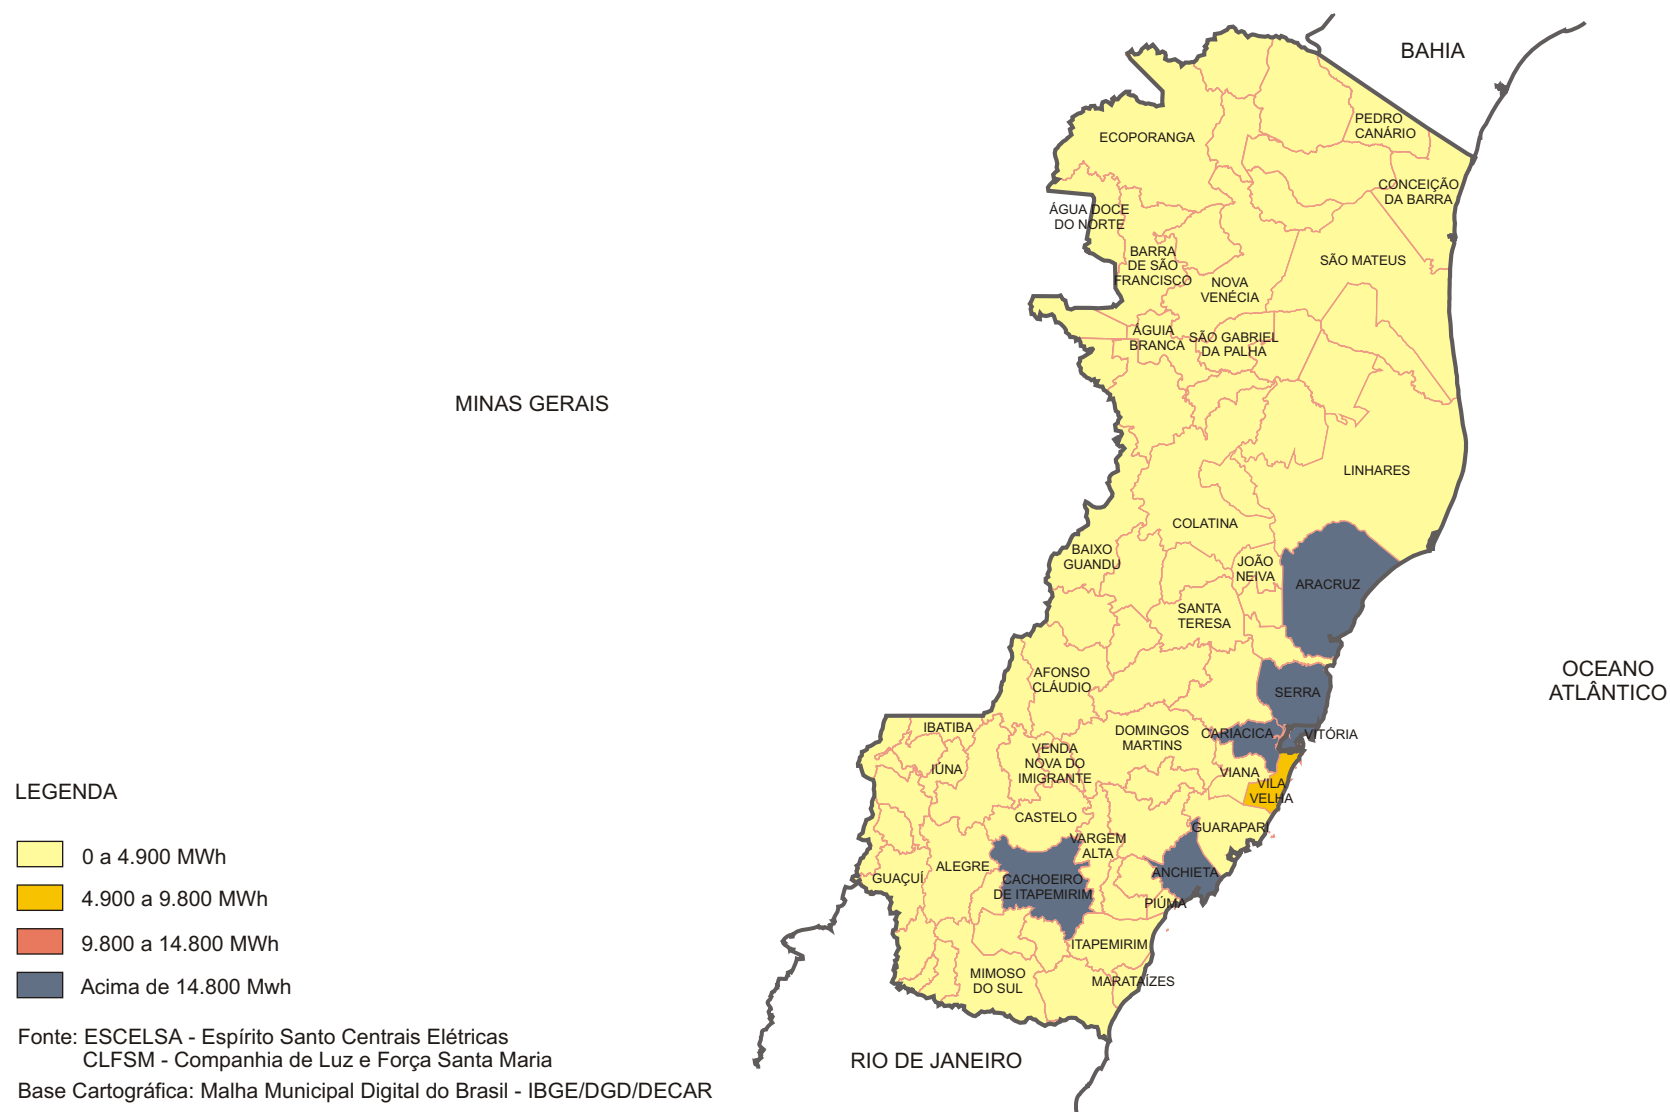 BAHIA
PEDRO
CANÁRIO
ECOPORANGA
CONCEIÇÃO
DA BARRA
ÁGUA DOCE
DO NORTE
BARRA
DE SÃO
FRANCISCO
SÃO MATEUS
NOVA
VENÉCIA
ÁGUIA
BRANCA
SÃO GABRIEL
DA PALHA
MINAS GERAIS
LINHARES
COLATINA
BAIXO
GUANDU
JOÃO
NEIVA
ARACRUZ
SANTA
TERESA
AFONSO
CLÁUDIO
SERRA
OCEANO
ATLÂNTICO
IBATIBA
DOMINGOS
MARTINS
CARIACICA
VITÓRIA
VENDA
NOVA DO
IMIGRANTE
IÚNA
VIANA
VILA
VELHA
CASTELO
GUARAPARI
VARGEM
ALTA
ALEGRE
GUAÇUÍ
CACHOEIRO
DE ITAPEMIRIM
ANCHIETA
PIÚMA
ITAPEMIRIM
MIMOSO
DO SUL
MARATAÍZES
RIO DE JANEIRO
LEGENDA
0 a 4.900 MWh
4.900 a 9.800 MWh
9.800 a 14.800 MWh
Acima de 14.800 Mwh
Fonte: ESCELSA - Espírito Santo Centrais Elétricas
CLFSM - Companhia de Luz e Força Santa Maria
Base Cartográfica: Malha Municipal Digital do Brasil - IBGE/DGD/DECAR